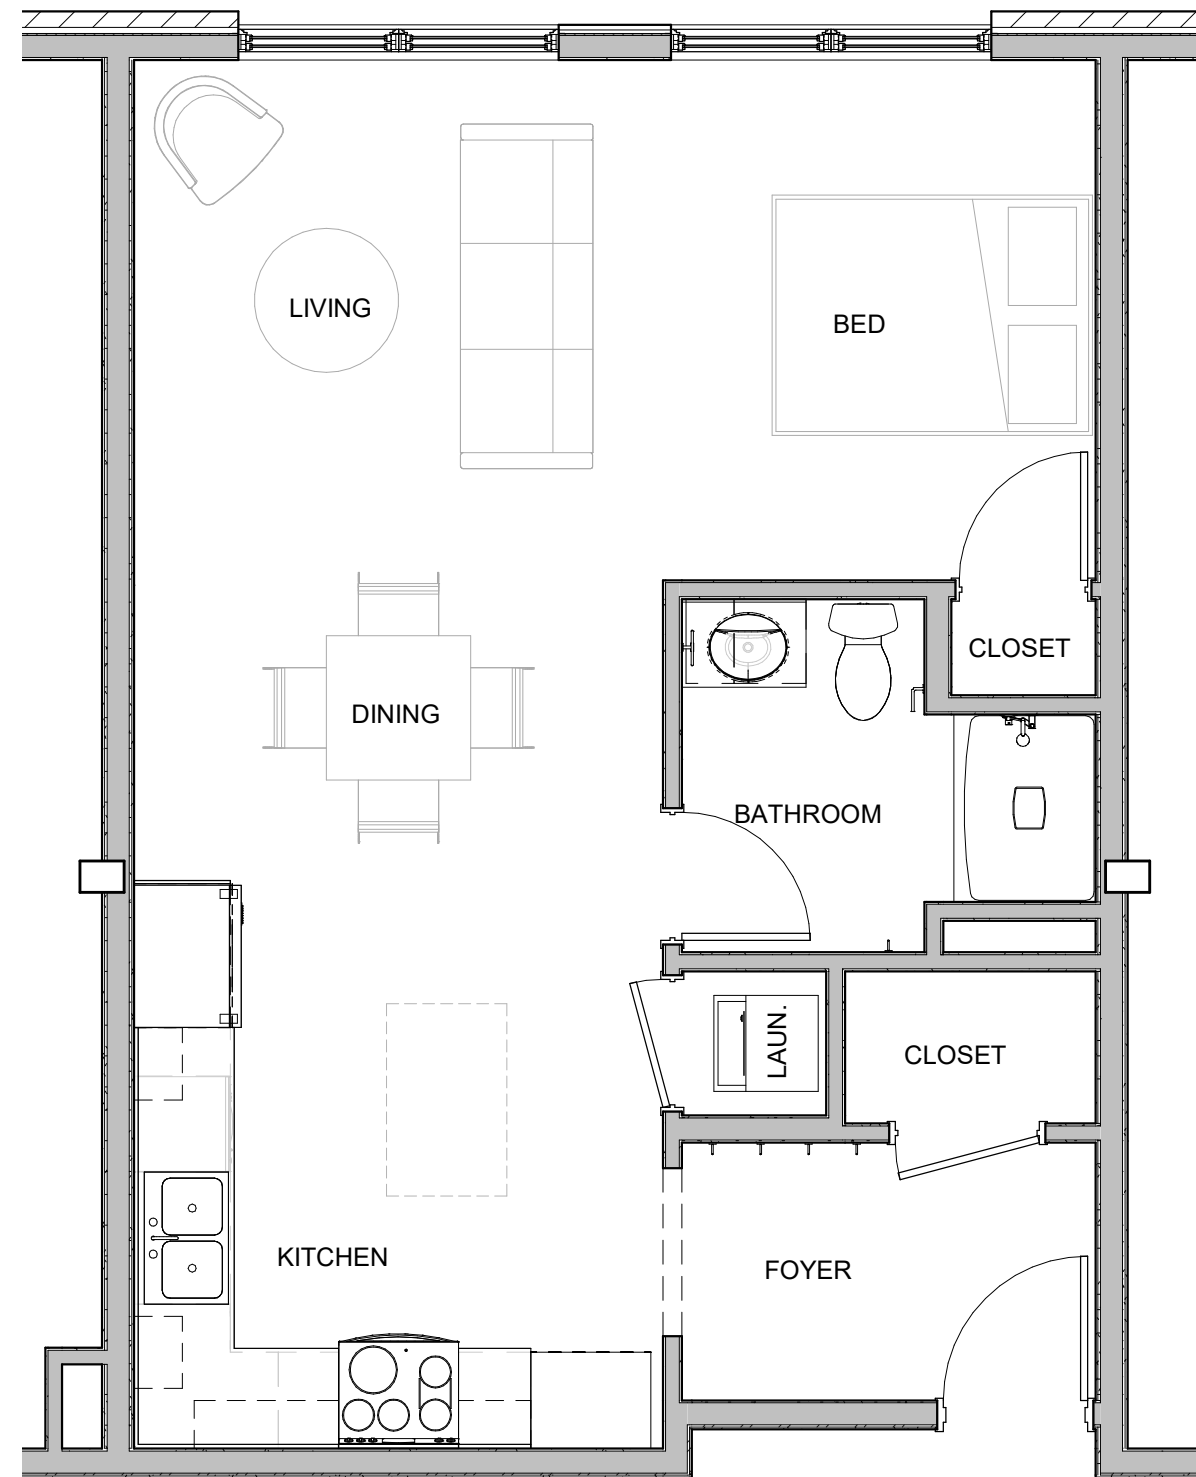 LIVING
BED
CLOSET
DINING
BATHROOM
LAUN.
CLOSET
KITCHEN
FOYER